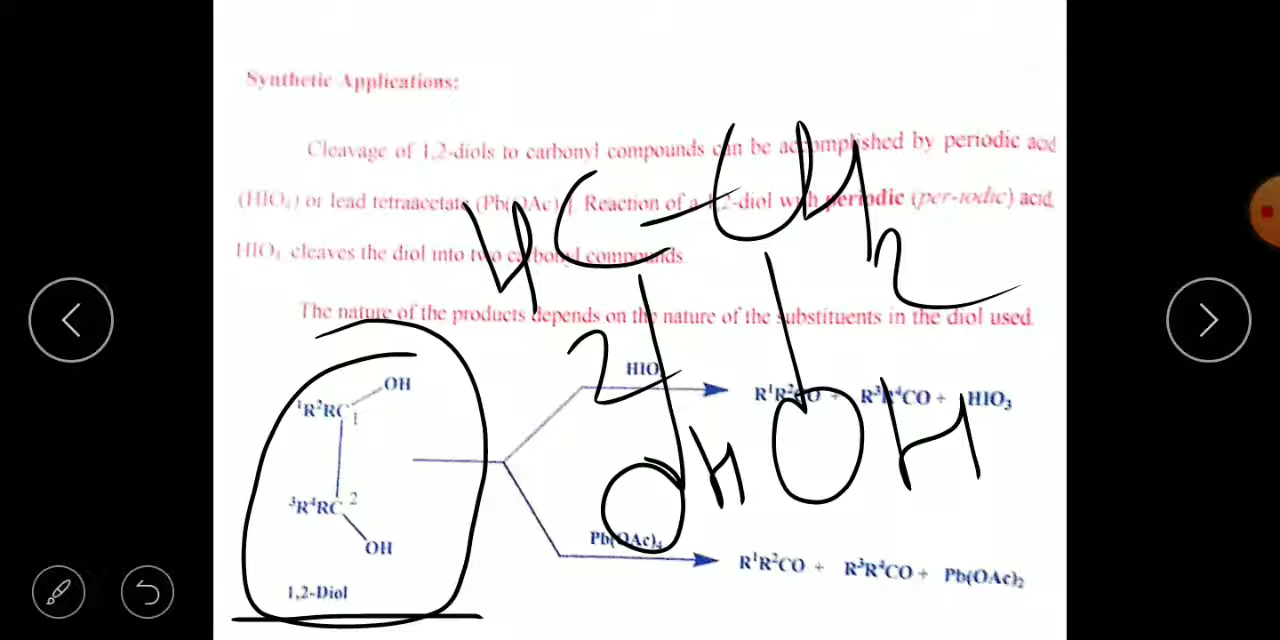 Synthetic Applications:
Cleavage of 1,2-diols to carbonyl compounds can be accomplished by periodic acid
(HIO₄) or lead tetraacetate (Pb(OAc)₄]. Reaction of a 1,2-diol with periodic (per-iodic) acid,
HIO₄ cleaves the diol into two carbonyl compounds.
The nature of the products depends on the nature of the substituents in the diol used.
H₂C-CH₂
OH OH
OH
¹R²RC 1
³R⁴RC 2
OH
1,2-Diol
HIO₄
R¹R²CO + R³R⁴CO + HIO₃
Pb(OAc)₄
R¹R²CO + R³R⁴CO + Pb(OAc)₂